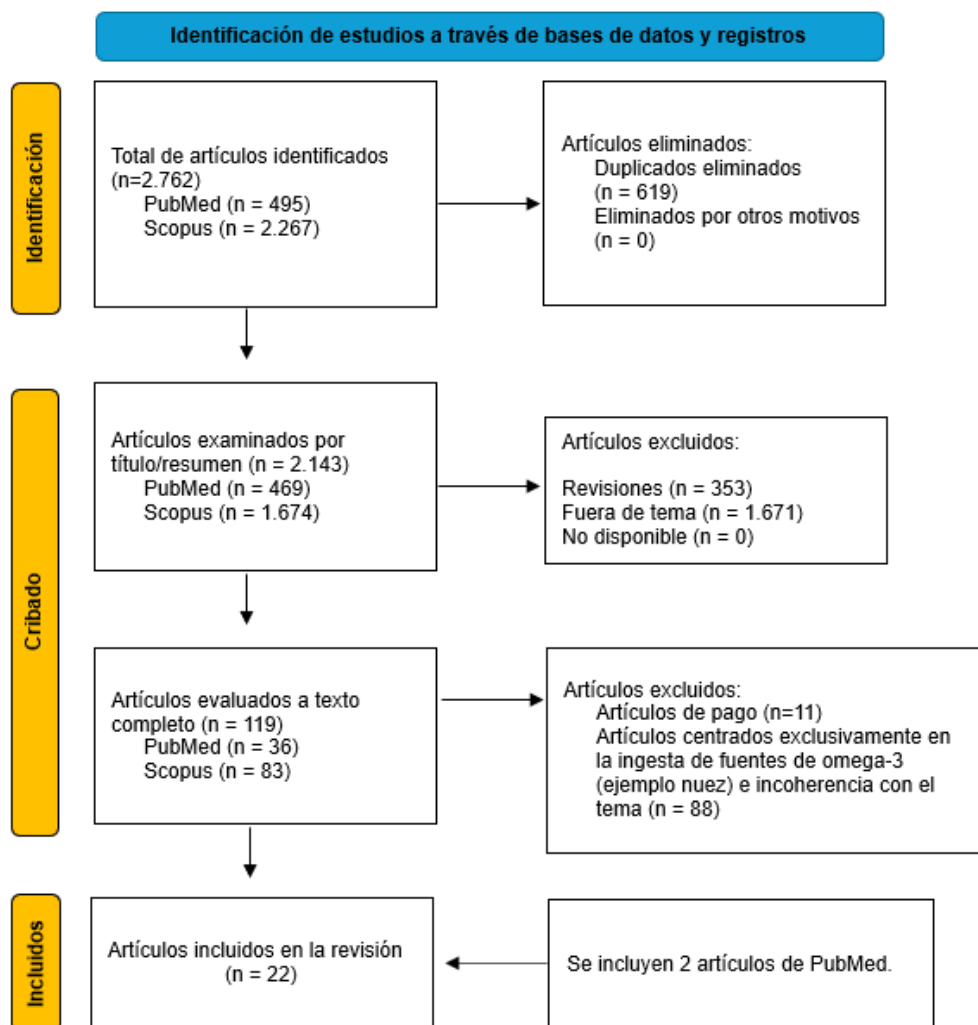 Identificación de estudios a través de bases de datos y registros
Identificación
Total de artículos identificados
(n=2.762)
PubMed (n = 495)
Scopus (n = 2.267)
Artículos eliminados:
Duplicados eliminados
(n = 619)
Eliminados por otros motivos
(n = 0)
Cribado
Artículos examinados por
título/resumen (n = 2.143)
PubMed (n = 469)
Scopus (n = 1.674)
Artículos excluidos:
Revisiones (n = 353)
Fuera de tema (n = 1.671)
No disponible (n = 0)
Artículos evaluados a texto
completo (n = 119)
PubMed (n = 36)
Scopus (n = 83)
Artículos excluidos:
Artículos de pago (n=11)
Artículos centrados exclusivamente en
la ingesta de fuentes de omega-3
(ejemplo nuez) e incoherencia con el
tema (n = 88)
Incluidos
Artículos incluidos en la revisión
(n = 22)
Se incluyen 2 artículos de PubMed.